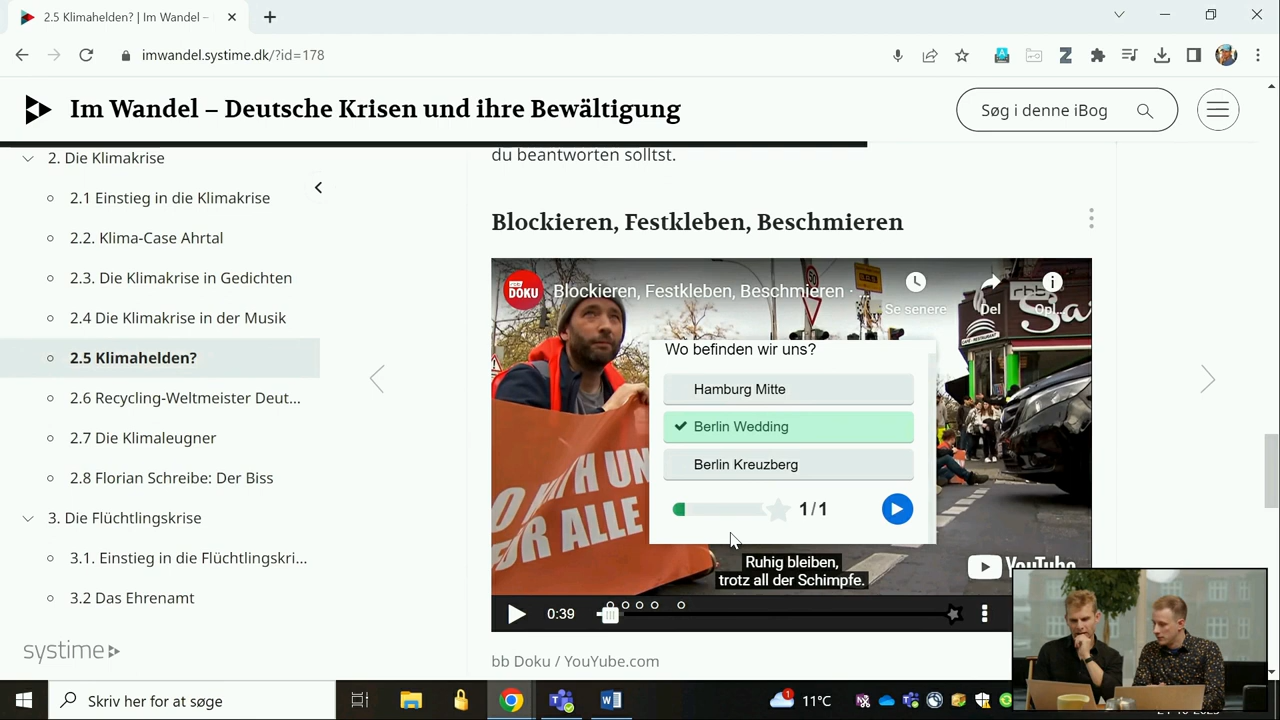 2.5 Klimahelden? | Im Wandel –
imwandel.systime.dk/?id=178
Im Wandel – Deutsche Krisen und ihre Bewältigung
Søg i denne iBog
2. Die Klimakrise
2.1 Einstieg in die Klimakrise
2.2. Klima-Case Ahrtal
2.3. Die Klimakrise in Gedichten
2.4 Die Klimakrise in der Musik
2.5 Klimahelden?
2.6 Recycling-Weltmeister Deut...
2.7 Die Klimaleugner
2.8 Florian Schreibe: Der Biss
3. Die Flüchtlingskrise
3.1. Einstieg in die Flüchtlingskri...
3.2 Das Ehrenamt
systime
du beantworten solltst.
Blockieren, Festkleben, Beschmieren
DOKU
Blockieren, Festkleben, Beschmieren ·
Se senere
Del
rbb
50
Wo befinden wir uns?
Hamburg Mitte
Berlin Wedding
Berlin Kreuzberg
1/1
FÜR ALLE
Ruhig bleiben,
trotz all der Schimpfe.
YouTube
0:39
bb Doku / YouYube.com
Skriv her for at søge
1
11°C